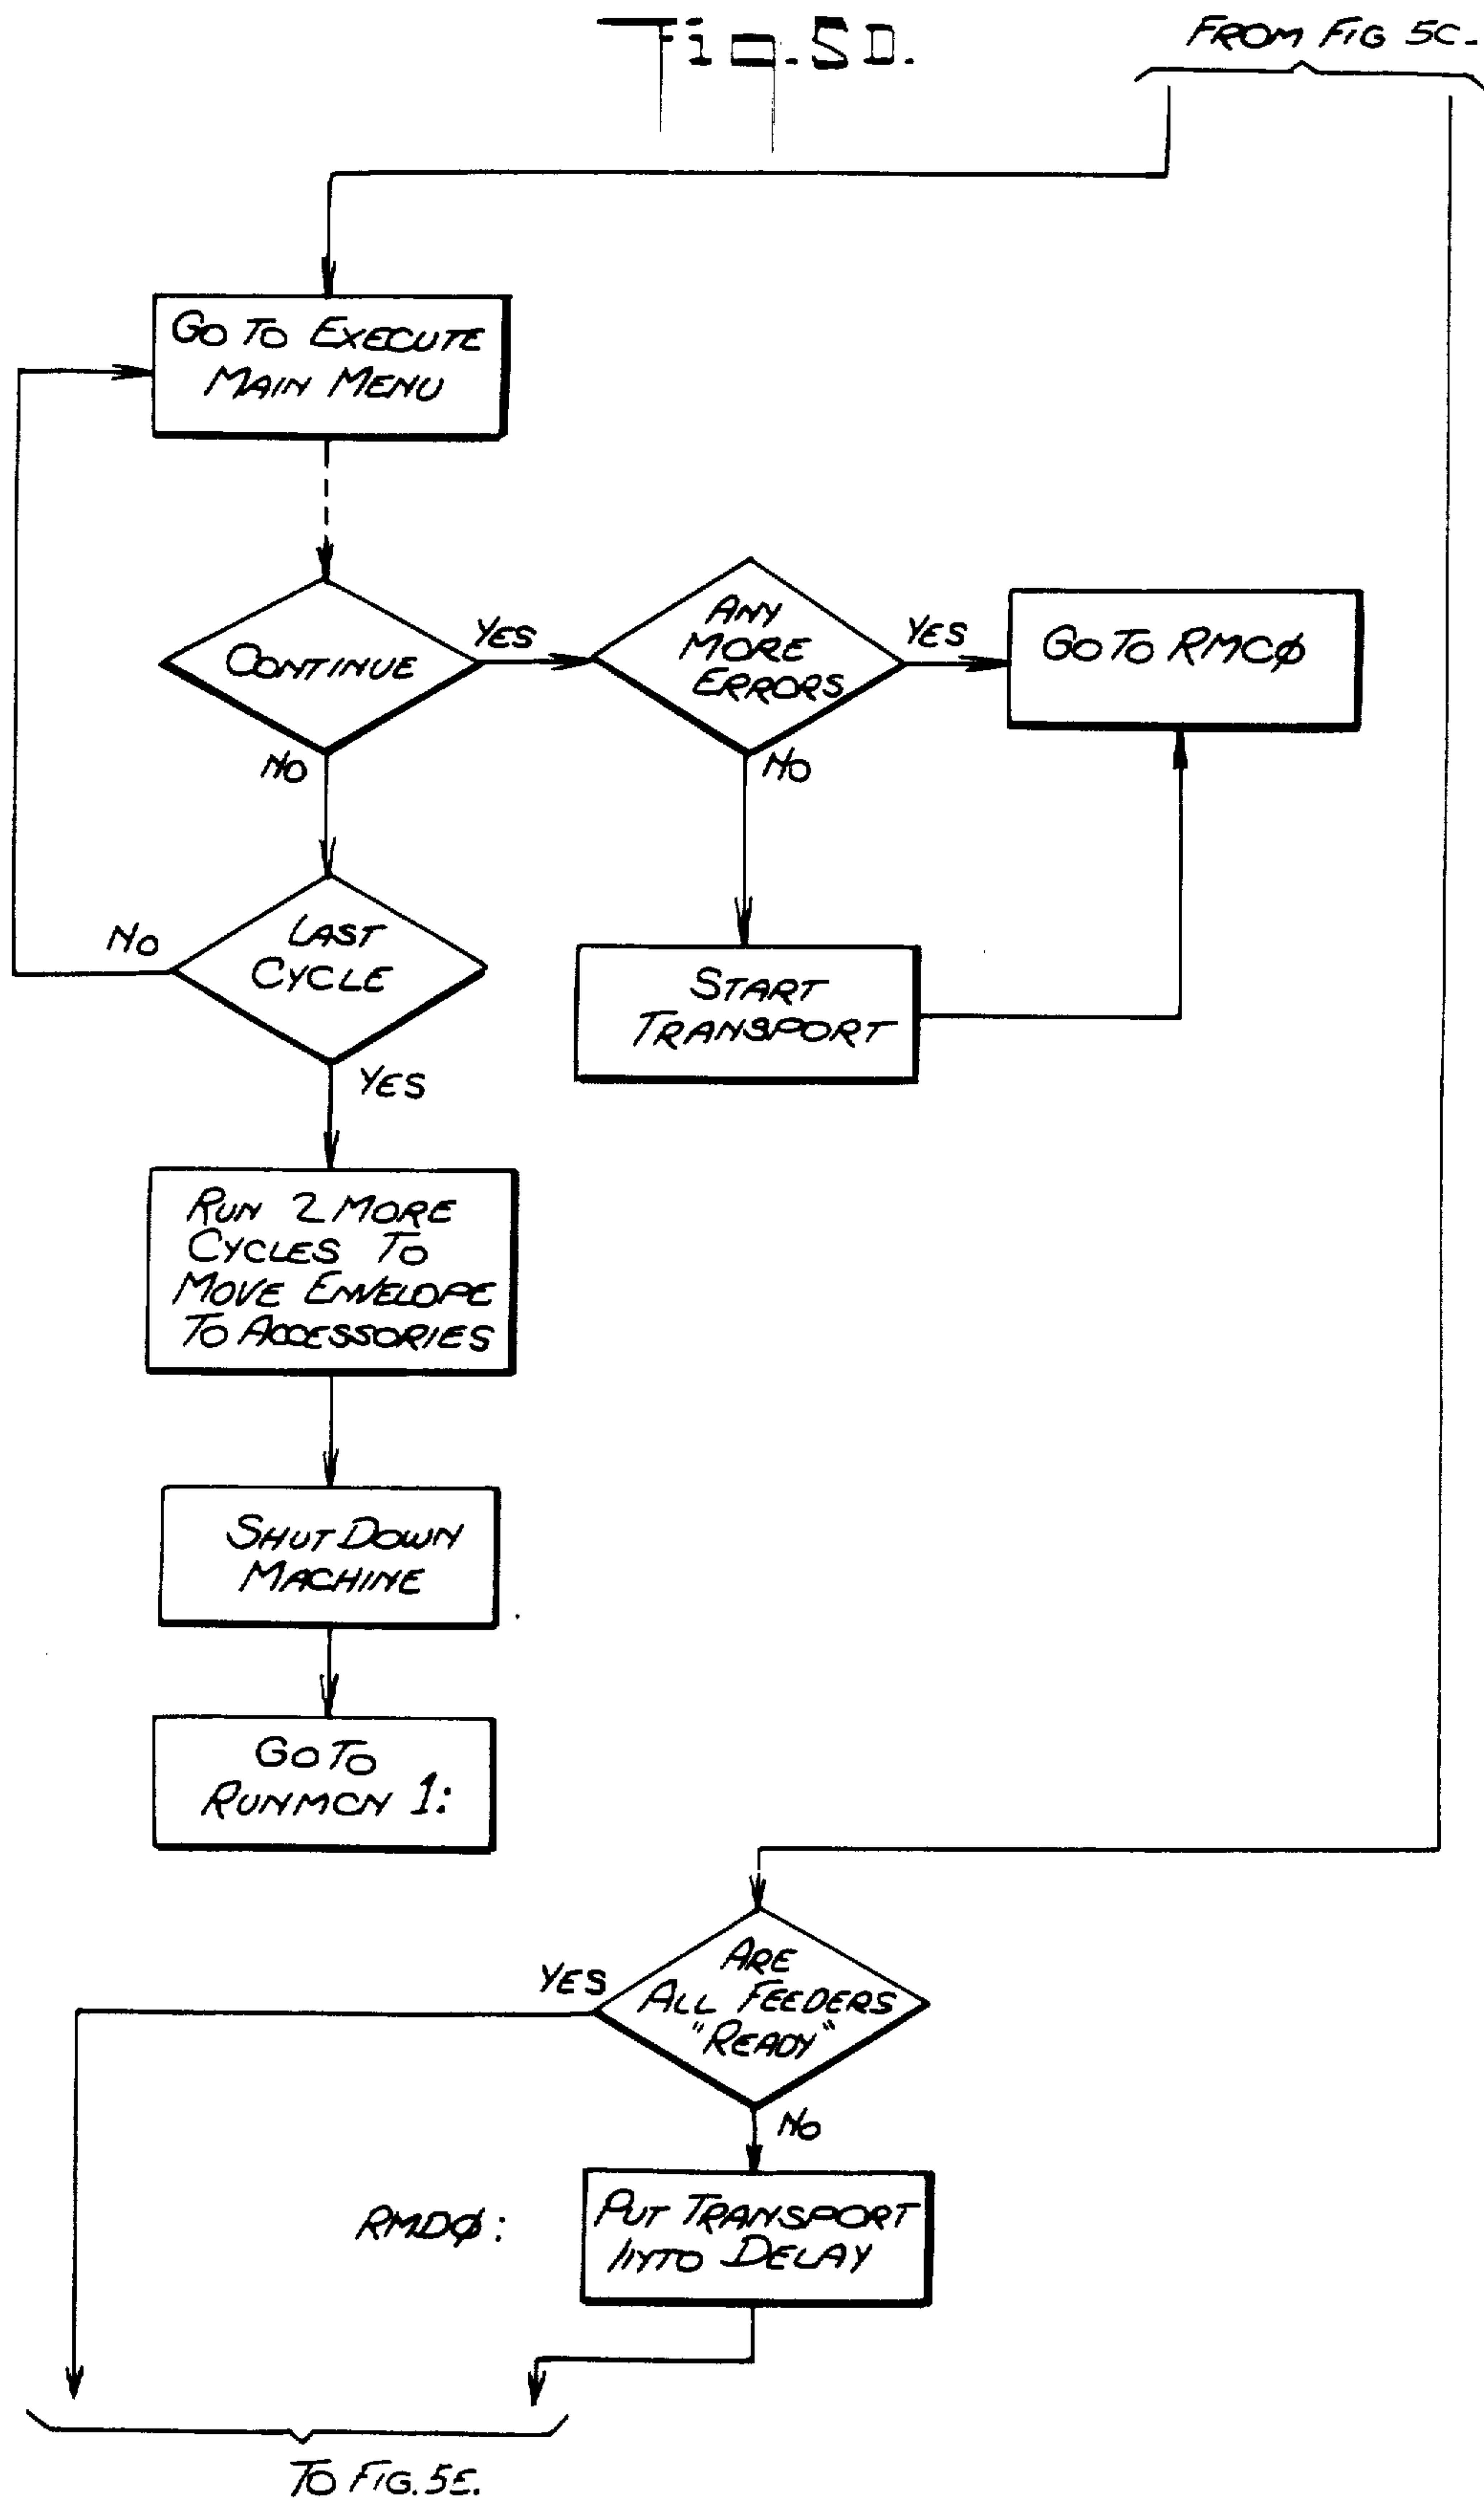 Fig. 5D.
FROM FIG 5C.
GO TO EXECUTE
MAIN MENU
CONTINUE
YES
NO
ANY
MORE
ERRORS
YES
NO
GO TO RMCØ
LAST
CYCLE
NO
YES
START
TRANSPORT
RUN 2 MORE
CYCLES TO
MOVE ENVELOPE
TO ACCESSORIES
SHUT DOWN
MACHINE
GO TO
RUNMCN 1:
ARE
ALL FEEDERS
"READY"
YES
NO
RMDØ:
PUT TRANSPORT
INTO DELAY
TO FIG. 5E.